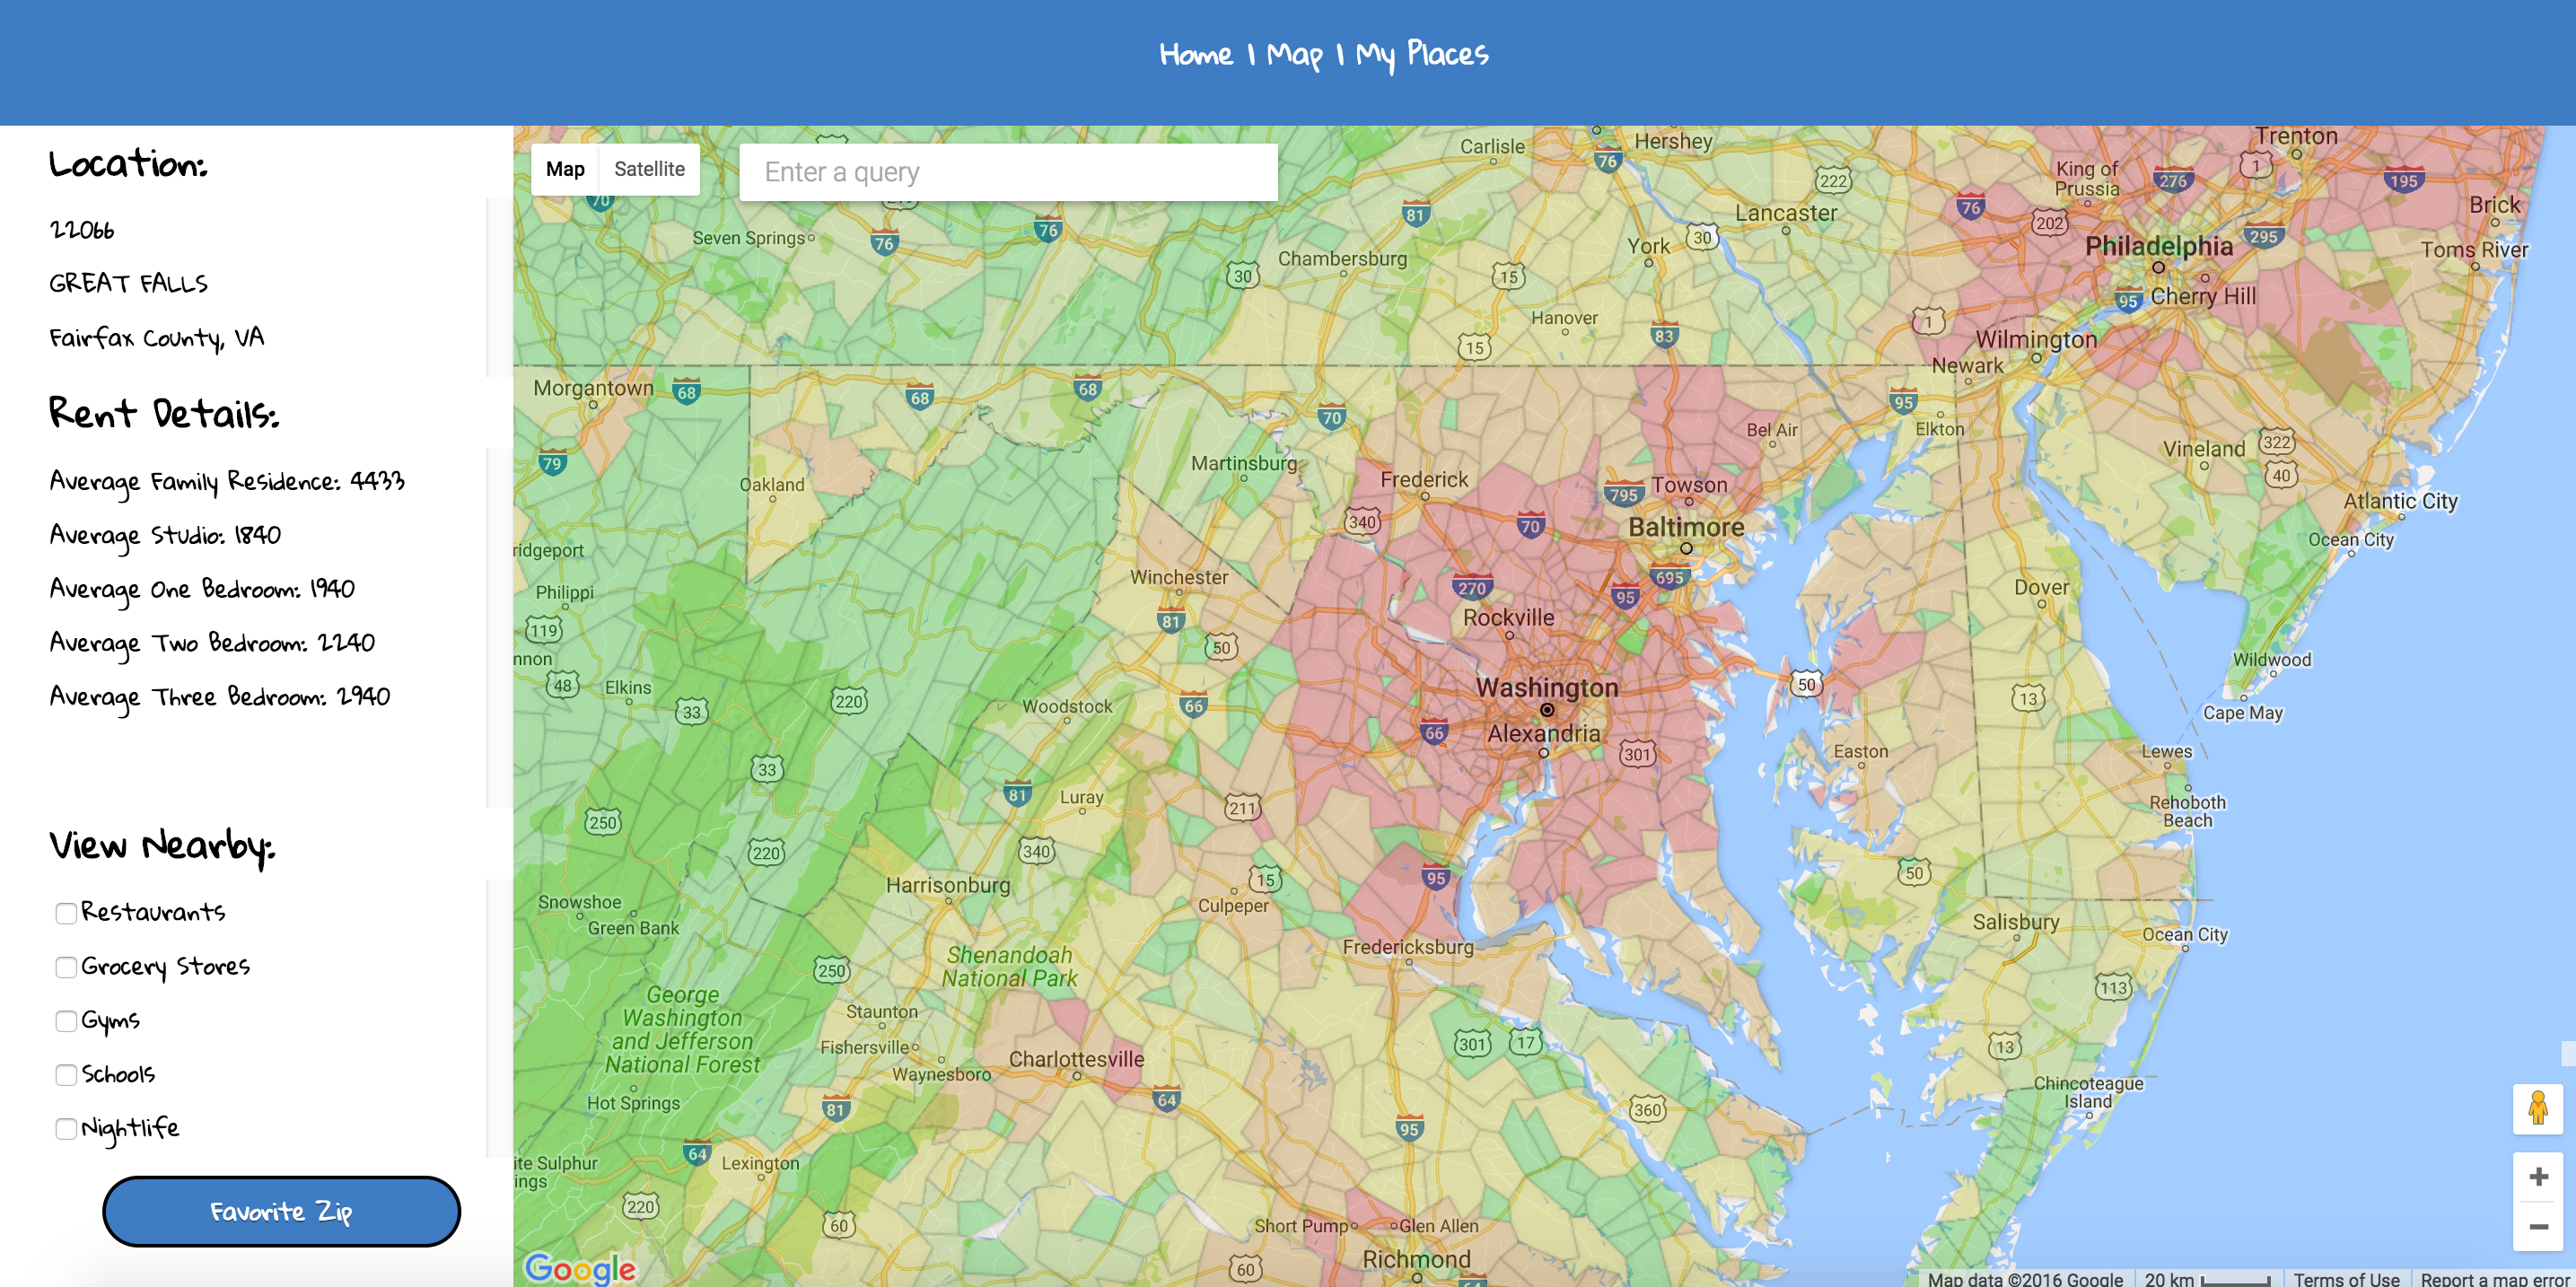 Home | Map | My Places
Location:
22066
GREAT FALLS
Fairfax County, VA
Rent Details:
Average Family Residence: 4433
Average Studio: 1840
Average One Bedroom: 1940
Average Two Bedroom: 2240
Average Three Bedroom: 2940
View Nearby:
Restaurants
Grocery Stores
Gyms
Schools
Nightlife
Favorite Zip
Map
Satellite
Enter a query
Carlisle
76
Hershey
Trenton
1
King of
Prussia
276
195
222
70
81
76
202
Brick
Lancaster
Seven Springs
76
76
York
30
Philadelphia
295
Toms River
Chambersburg
30
15
95
Cherry Hill
Hanover
83
1
Wilmington
15
Newark
Morgantown
68
68
68
70
95
Elkton
Bel Air
Vineland
322
79
Oakland
Martinsburg
Frederick
795
Towson
40
Atlantic City
340
70
Baltimore
Ocean City
ridgeport
Philippi
Winchester
270
95
695
Dover
119
81
Rockville
50
nnon
48
Elkins
33
220
Woodstock
66
Washington
50
13
Wildwood
Cape May
66
Alexandria
301
Easton
Lewes
33
81
Luray
211
Rehoboth
Beach
250
220
340
15
95
50
Harrisonburg
Culpeper
Snowshoe
Green Bank
Salisbury
Ocean City
Fredericksburg
Shenandoah
National Park
250
George
Washington
and Jefferson
National Forest
Staunton
113
Fishersville
301
17
13
Waynesboro
Charlottesville
Hot Springs
81
64
95
360
Chincoteague
Island
64
Lexington
ite Sulphur
ings
220
60
Short Pump
Glen Allen
Richmond
60
64
Google
Map data ©2016 Google
20 km
Terms of Use
Report a map error